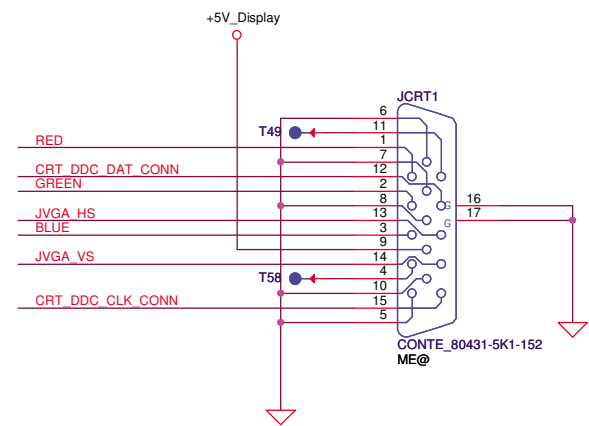 +5V_Display
JCRT1
6
T49
11
RED
1
7
CRT_DDC_DAT_CONN
12
GREEN
2
8
16
G
JVGA_HS
13
17
G
BLUE
3
9
JVGA_VS
14
T58
4
10
CRT_DDC_CLK_CONN
15
5
CONTE_80431-5K1-152
ME@